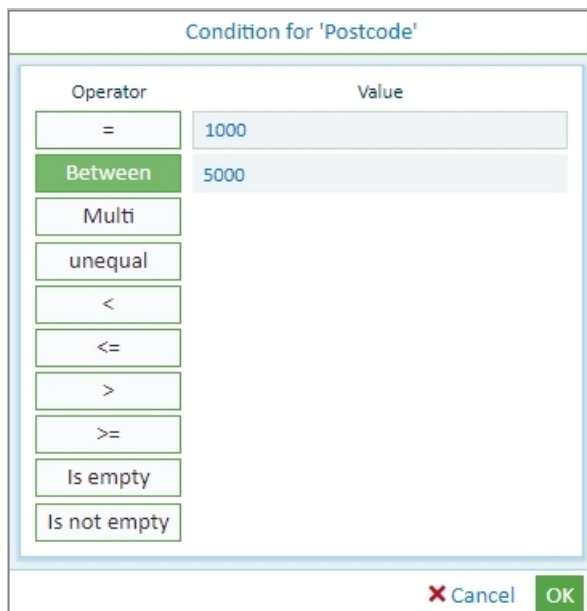 Condition for 'Postcode'
Operator Value
= 1000
Between 5000
Multi
unequal
<
<=
>
>=
Is empty
Is not empty
Cancel OK